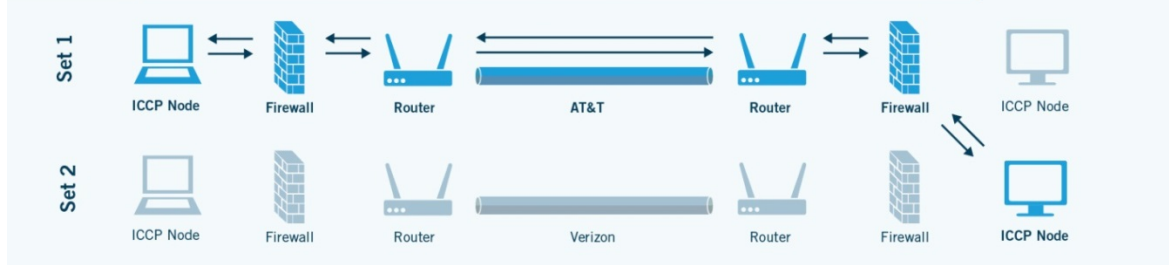 Set 1
ICCP Node
Firewall
Router
AT&T
Router
Firewall
ICCP Node
Set 2
ICCP Node
Firewall
Router
Verizon
Router
Firewall
ICCP Node